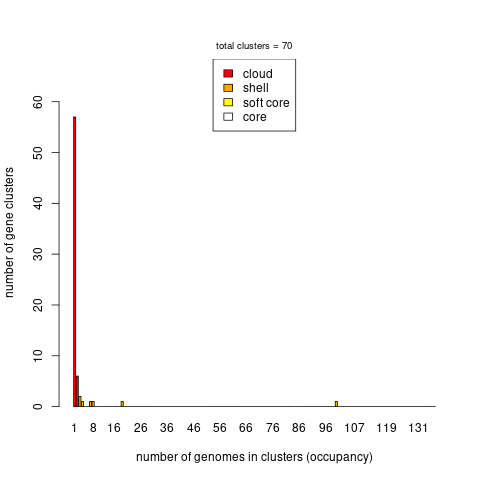 total clusters = 70
cloud
shell
soft core
core
number of gene clusters
60
50
40
30
20
10
0
1 8 16 26 36 46 56 66 76 86 96 107 119 131
number of genomes in clusters (occupancy)